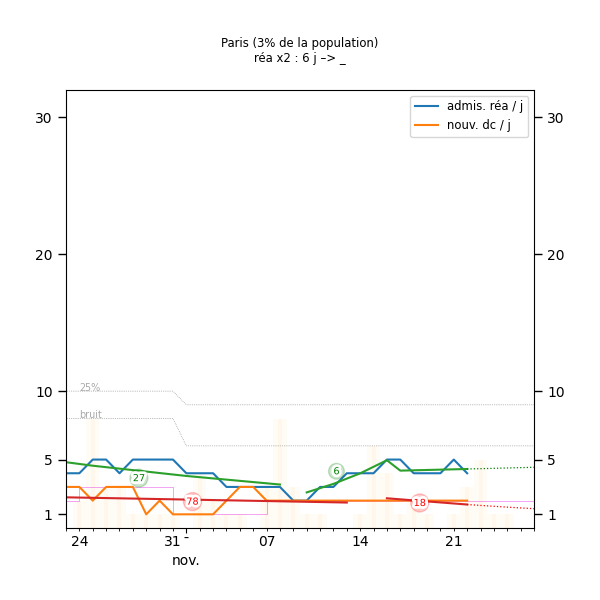 Paris (3% de la population)
réa x2 : 6 j –> _
admis. réa / j
nouv. dc / j
30 30
20 20
10 10
25%
bruit
5 5
27 6
78 18
1 1
24 31 - 07 14 21
nov.